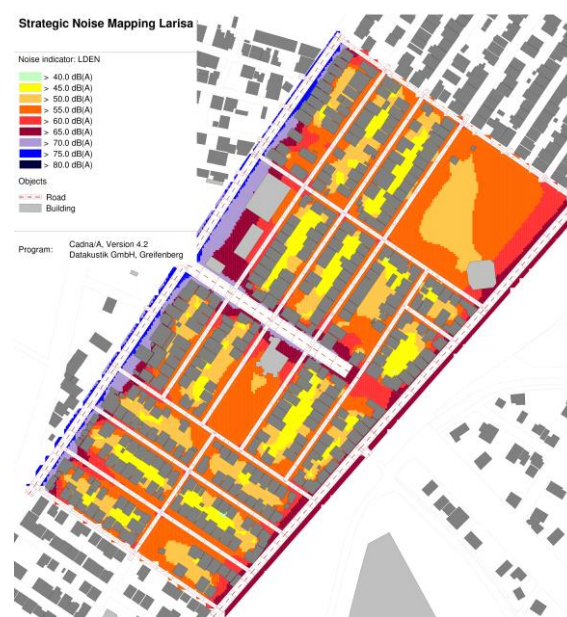 Strategic Noise Mapping Larisa
Noise indicator: LDEN
> 40.0 dB(A)
> 45.0 dB(A)
> 50.0 dB(A)
> 55.0 dB(A)
> 60.0 dB(A)
> 65.0 dB(A)
> 70.0 dB(A)
> 75.0 dB(A)
> 80.0 dB(A)
Objects
Road
Building
Program: Cadna/A, Version 4.2
Datakustik GmbH, Greifenberg